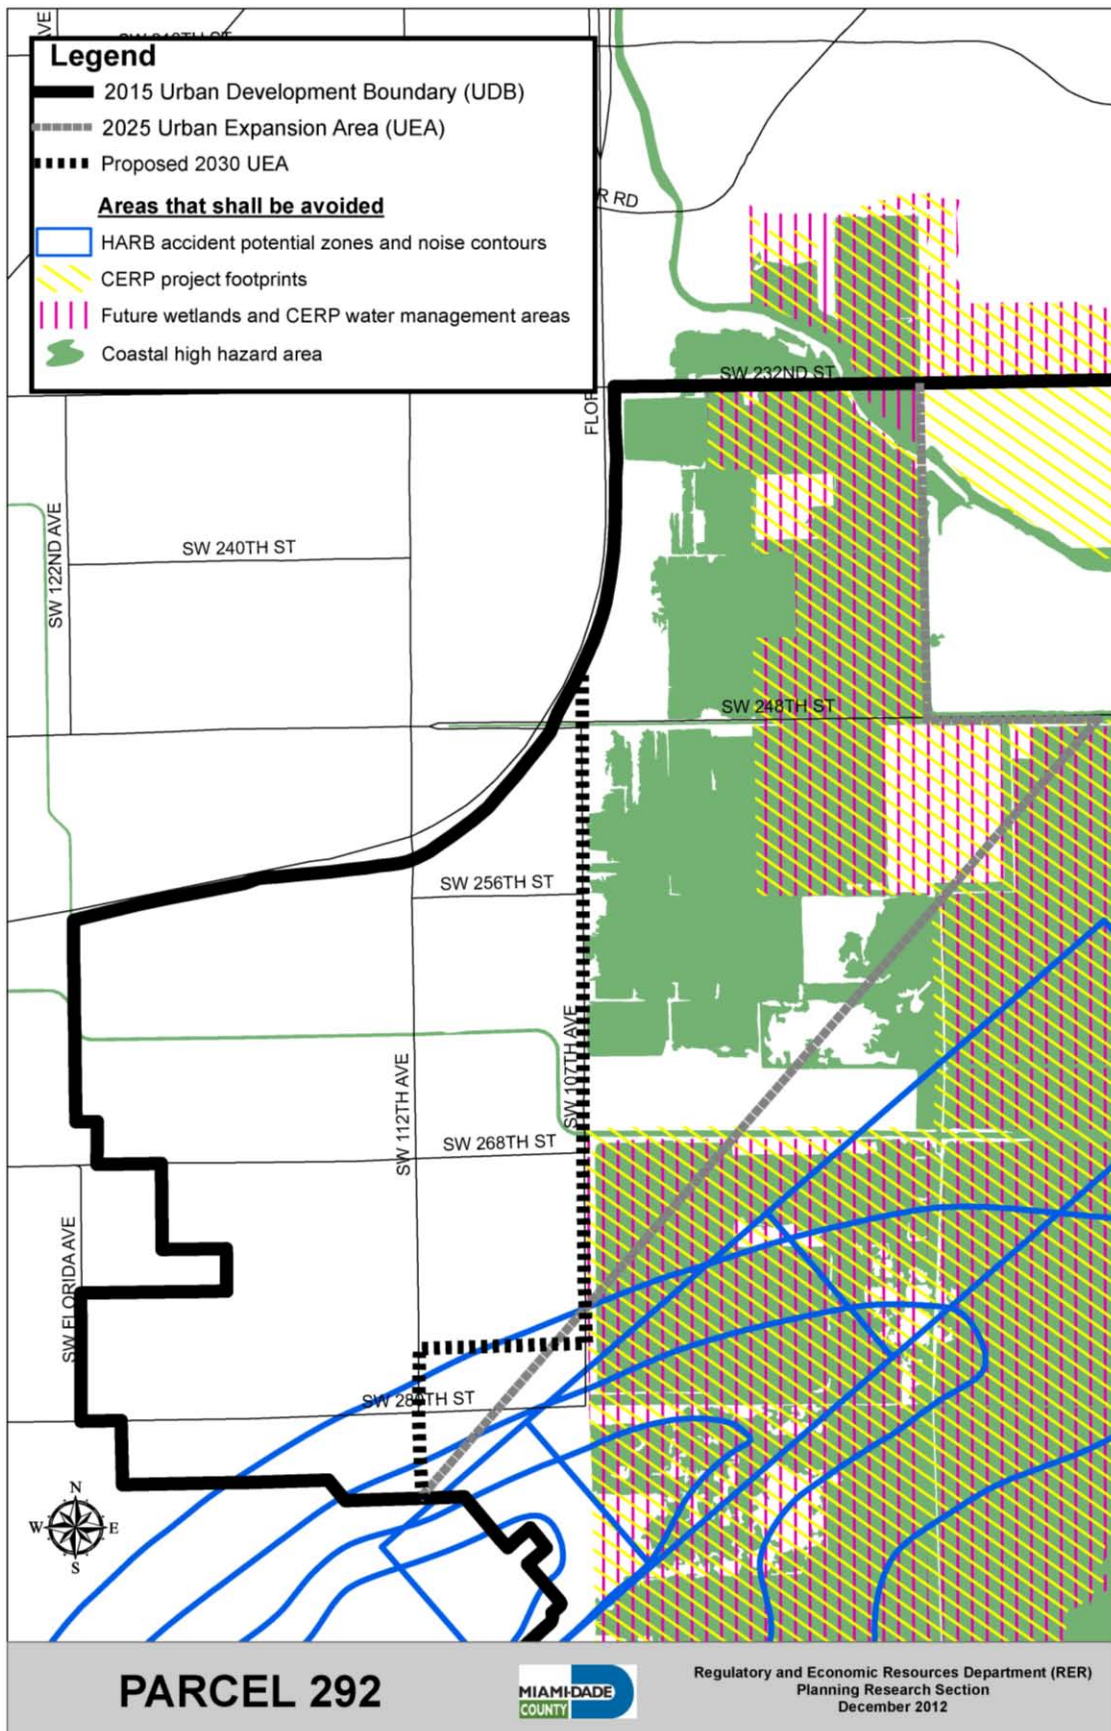 AVE
Legend
2015 Urban Development Boundary (UDB)
2025 Urban Expansion Area (UEA)
Proposed 2030 UEA
Areas that shall be avoided
HARB accident potential zones and noise contours
CERP project footprints
Future wetlands and CERP water management areas
Coastal high hazard area
R RD
SW 232ND ST
FLOR
SW 122ND AVE
SW 240TH ST
SW 248TH ST
SW 256TH ST
SW 107TH AVE
SW 112TH AVE
SW 268TH ST
SW FLORIDA AVE
SW 280TH ST
N
W E
S
PARCEL 292
MIAMI-DADE
COUNTY
Regulatory and Economic Resources Department (RER)
Planning Research Section
December 2012